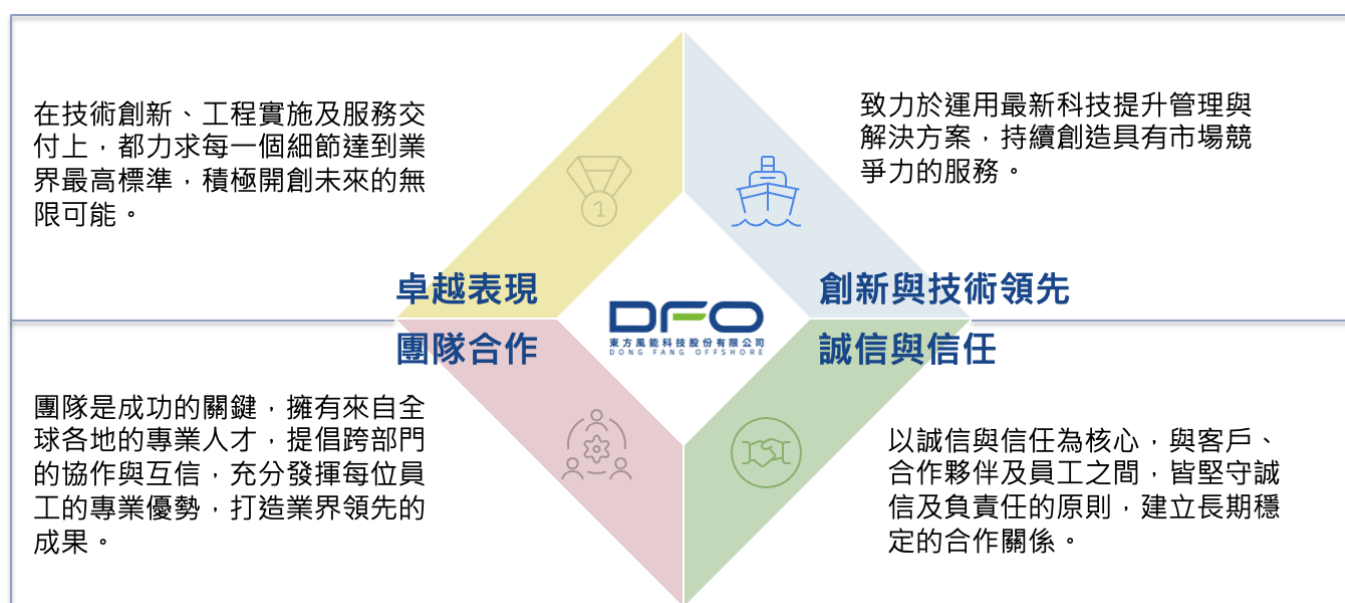 在技術創新、工程實施及服務交
付上，都力求每一個細節達到業
界最高標準，積極開創未來的無
限可能。
卓越表現
致力於運用最新科技提升管理與
解決方案，持續創造具有市場競
爭力的服務。
創新與技術領先
1
DFO
東方風能科技股份有限公司
DONG FANG OFFSHORE
團隊合作
團隊是成功的關鍵，擁有來自全
球各地的專業人才，提倡跨部門
的協作與互信，充分發揮每位員
工的專業優勢，打造業界領先的
成果。
誠信與信任
以誠信與信任為核心，與客戶、
合作夥伴及員工之間，皆堅守誠
信及負責任的原則，建立長期穩
定的合作關係。